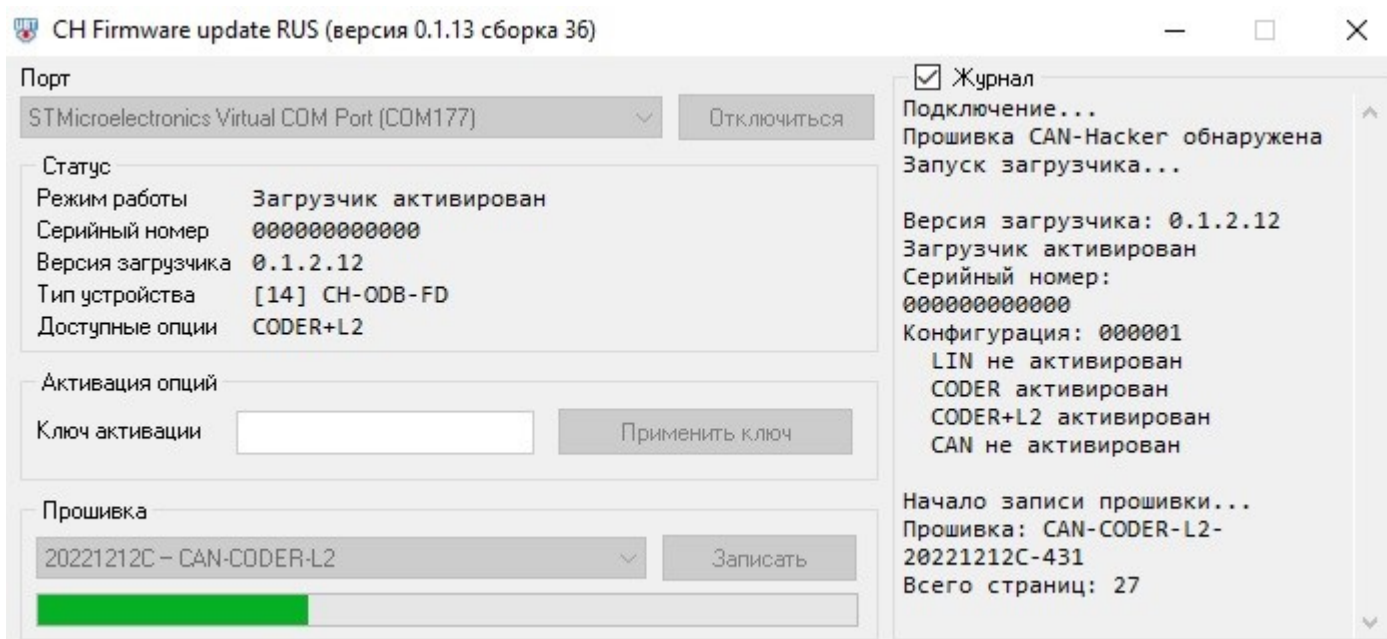 CH Firmware update RUS (версия 0.1.13 сборка 36)
Порт
STMicroelectronics Virtual COM Port (COM177)
Отключиться
Статус
Режим работы Загрузчик активирован
Серийный номер 000000000000
Версия загрузчика 0.1.2.12
Тип устройства [14] CH-ODB-FD
Доступные опции CODER+L2
Активация опций
Ключ активации
Применить ключ
Прошивка
20221212C – CAN-CODER-L2
Записать
Журнал
Подключение...
Прошивка CAN-Hacker обнаружена
Запуск загрузчика...
Версия загрузчика: 0.1.2.12
Загрузчик активирован
Серийный номер:
000000000000
Конфигурация: 000001
LIN не активирован
CODER активирован
CODER+L2 активирован
CAN не активирован
Начало записи прошивки...
Прошивка: CAN-CODER-L2-
20221212C-431
Всего страниц: 27